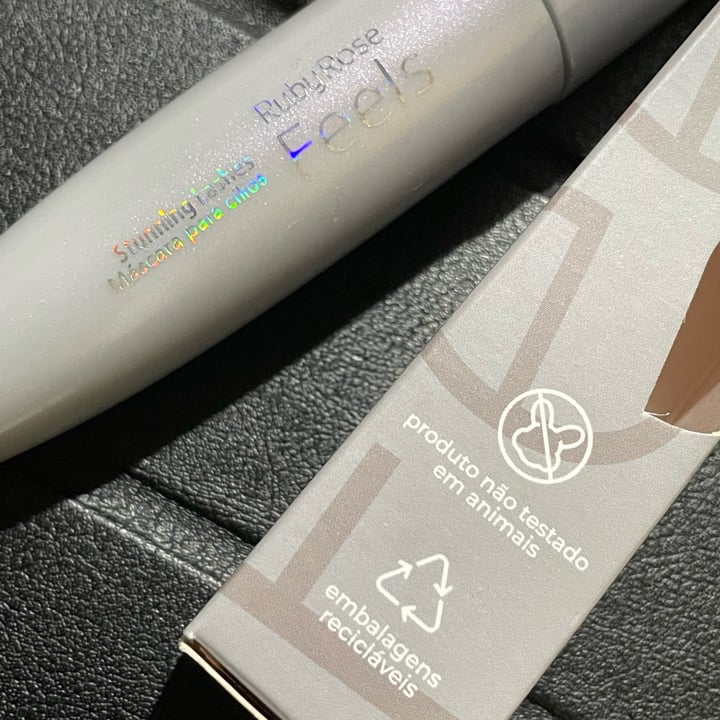 RubyRose
Feels
Stunning Lashes
Máscara para cílios
produto não testado
em animais
embalagens
recicláveis